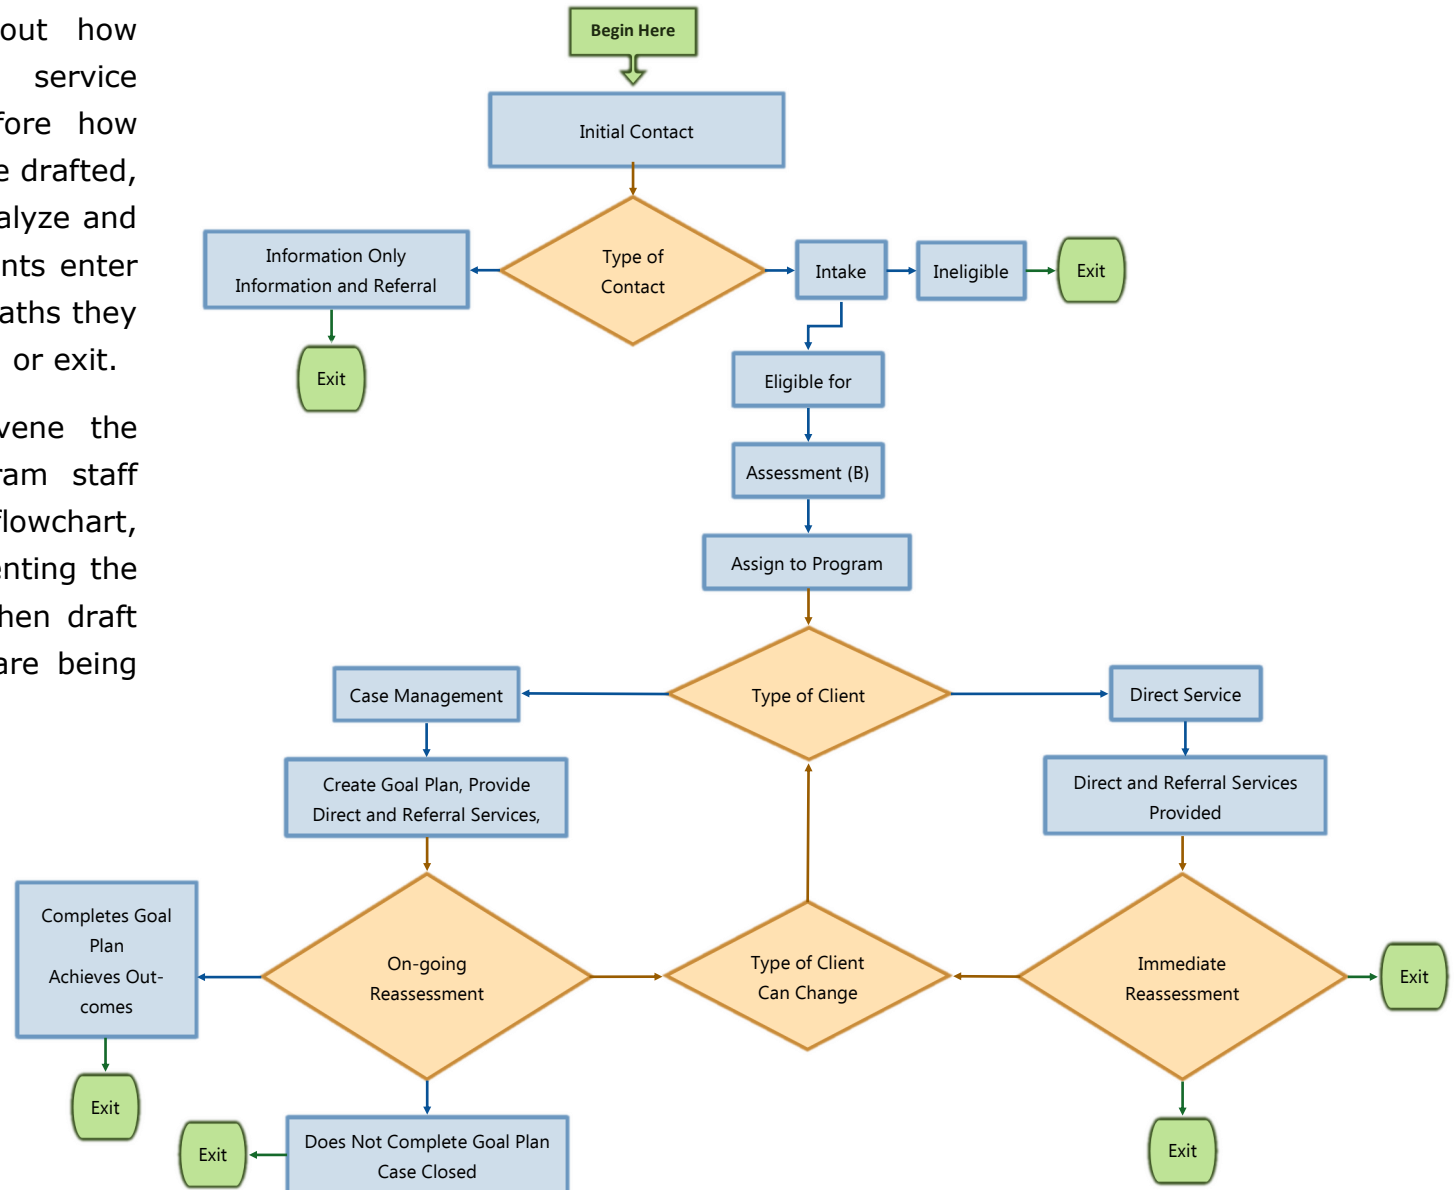 out how
service
fore how
e drafted,
alyze and
nts enter
aths they
or exit.
vene the
ram staff
flowchart,
enting the
hen draft
are being
Begin Here
Initial Contact
Type of
Contact
Information Only
Information and Referral
Exit
Intake
Ineligible
Exit
Eligible for
Assessment (B)
Assign to Program
Type of Client
Case Management
Direct Service
Create Goal Plan, Provide
Direct and Referral Services,
Direct and Referral Services
Provided
Completes Goal
Plan
Achieves Out-
comes
On-going
Reassessment
Type of Client
Can Change
Immediate
Reassessment
Exit
Exit
Exit
Does Not Complete Goal Plan
Case Closed
Exit